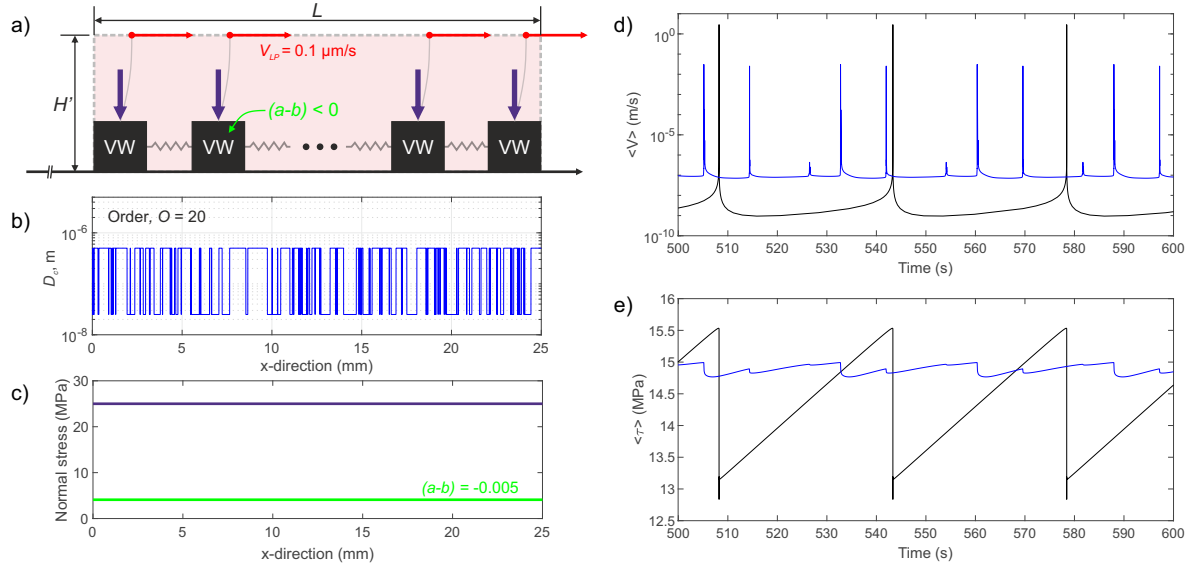 a)
L
H'
V_LP = 0.1 μm/s
(a-b) < 0
VW
VW
VW
VW
b)
Order, O = 20
10^-6
10^-8
D_c, m
0
5
10
15
20
25
x-direction (mm)
c)
30
20
10
0
Normal stress (MPa)
(a-b) = -0.005
0
5
10
15
20
25
x-direction (mm)
d)
10^0
10^-5
10^-10
<V> (m/s)
500
510
520
530
540
550
560
570
580
590
600
Time (s)
e)
16
15.5
15
14.5
14
13.5
13
12.5
<τ> (MPa)
500
510
520
530
540
550
560
570
580
590
600
Time (s)